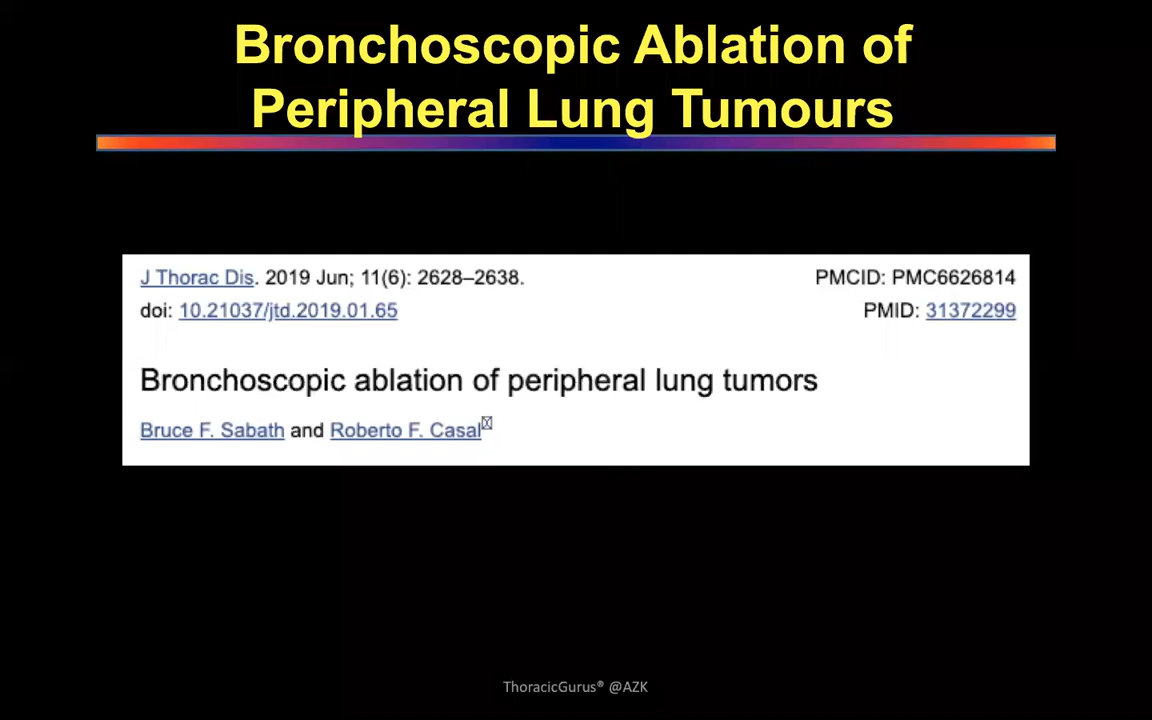 Bronchoscopic Ablation of
Peripheral Lung Tumours
J Thorac Dis. 2019 Jun; 11(6): 2628–2638.
PMCID: PMC6626814
doi: 10.21037/jtd.2019.01.65
PMID: 31372299
Bronchoscopic ablation of peripheral lung tumors
Bruce F. Sabath and Roberto F. Casal
ThoracicGurus® @AZK